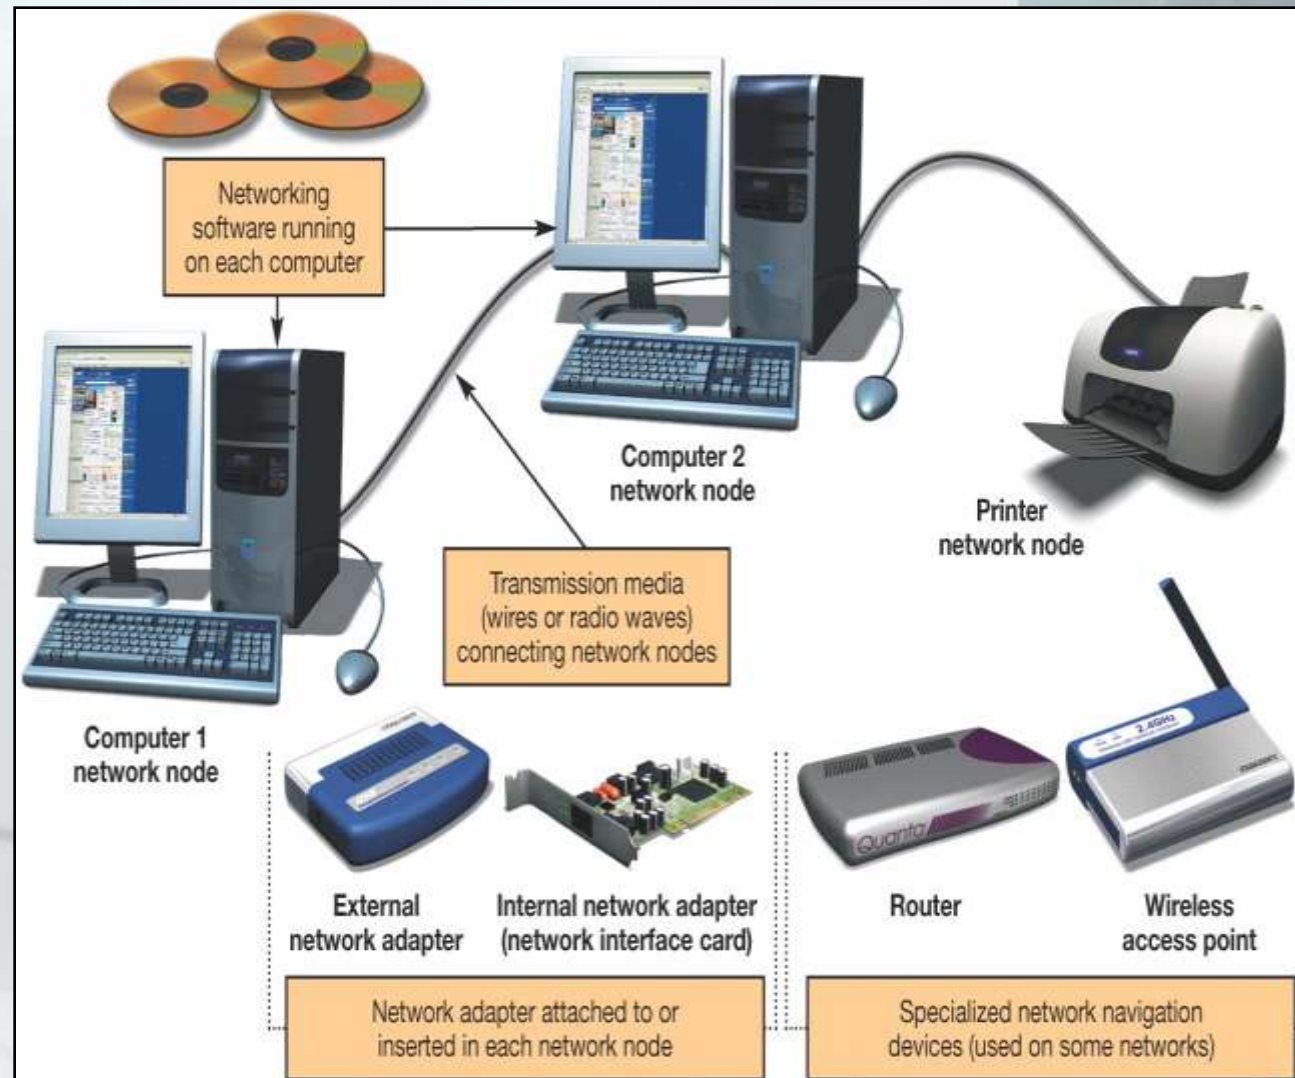 Networking
software running
on each computer
Computer 2
network node
Printer
network node
Transmission media
(wires or radio waves)
connecting network nodes
Computer 1
network node
2.4GHz
Quanta
External
network adapter
Internal network adapter
(network interface card)
Router
Wireless
access point
Network adapter attached to or
inserted in each network node
Specialized network navigation
devices (used on some networks)